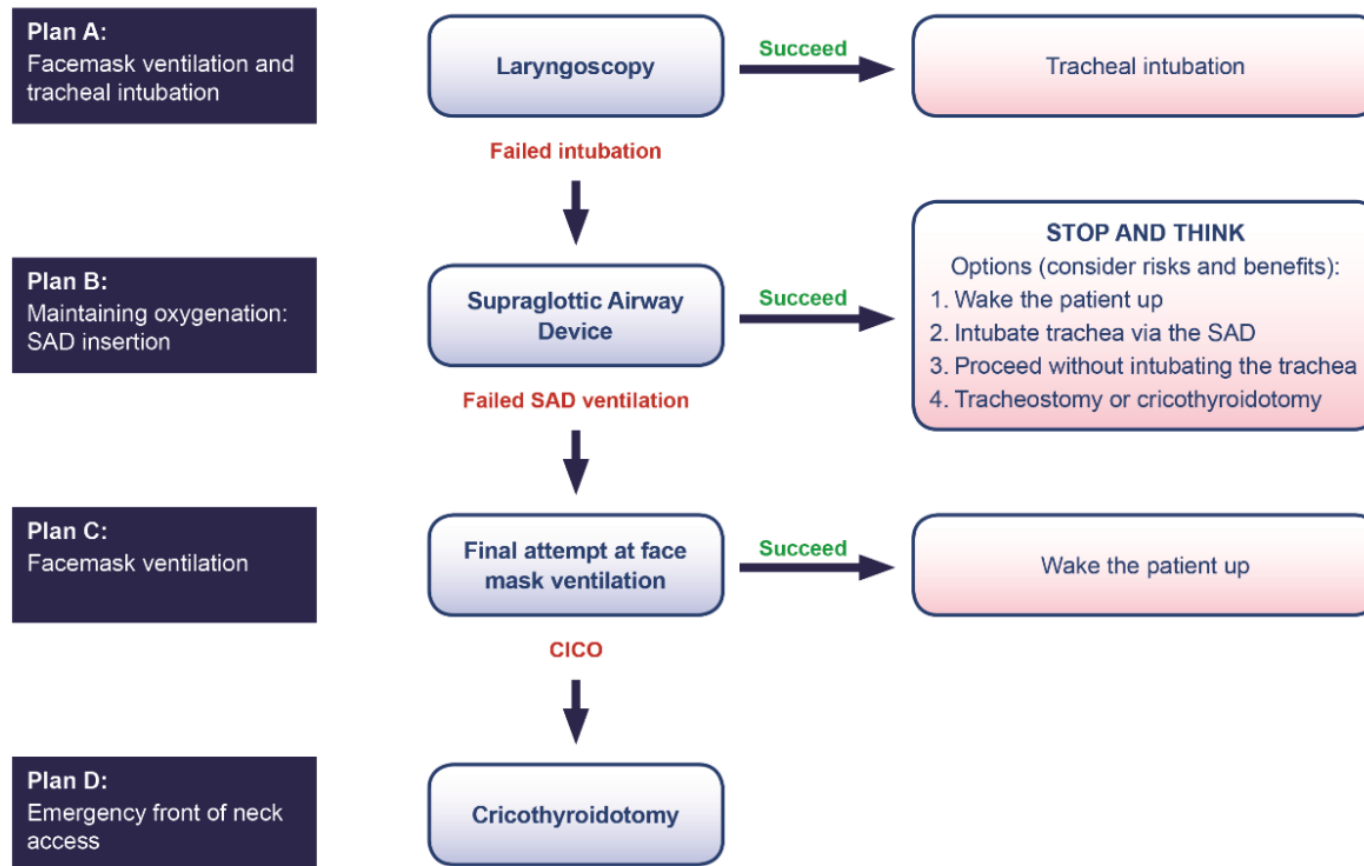 Plan A:
Facemask ventilation and
tracheal intubation
Laryngoscopy
Succeed
Tracheal intubation
Failed intubation
Plan B:
Maintaining oxygenation:
SAD insertion
Supraglottic Airway
Device
Succeed
STOP AND THINK
Options (consider risks and benefits):
1. Wake the patient up
2. Intubate trachea via the SAD
3. Proceed without intubating the trachea
4. Tracheostomy or cricothyroidotomy
Failed SAD ventilation
Plan C:
Facemask ventilation
Final attempt at face
mask ventilation
Succeed
Wake the patient up
CICO
Plan D:
Emergency front of neck
access
Cricothyroidotomy